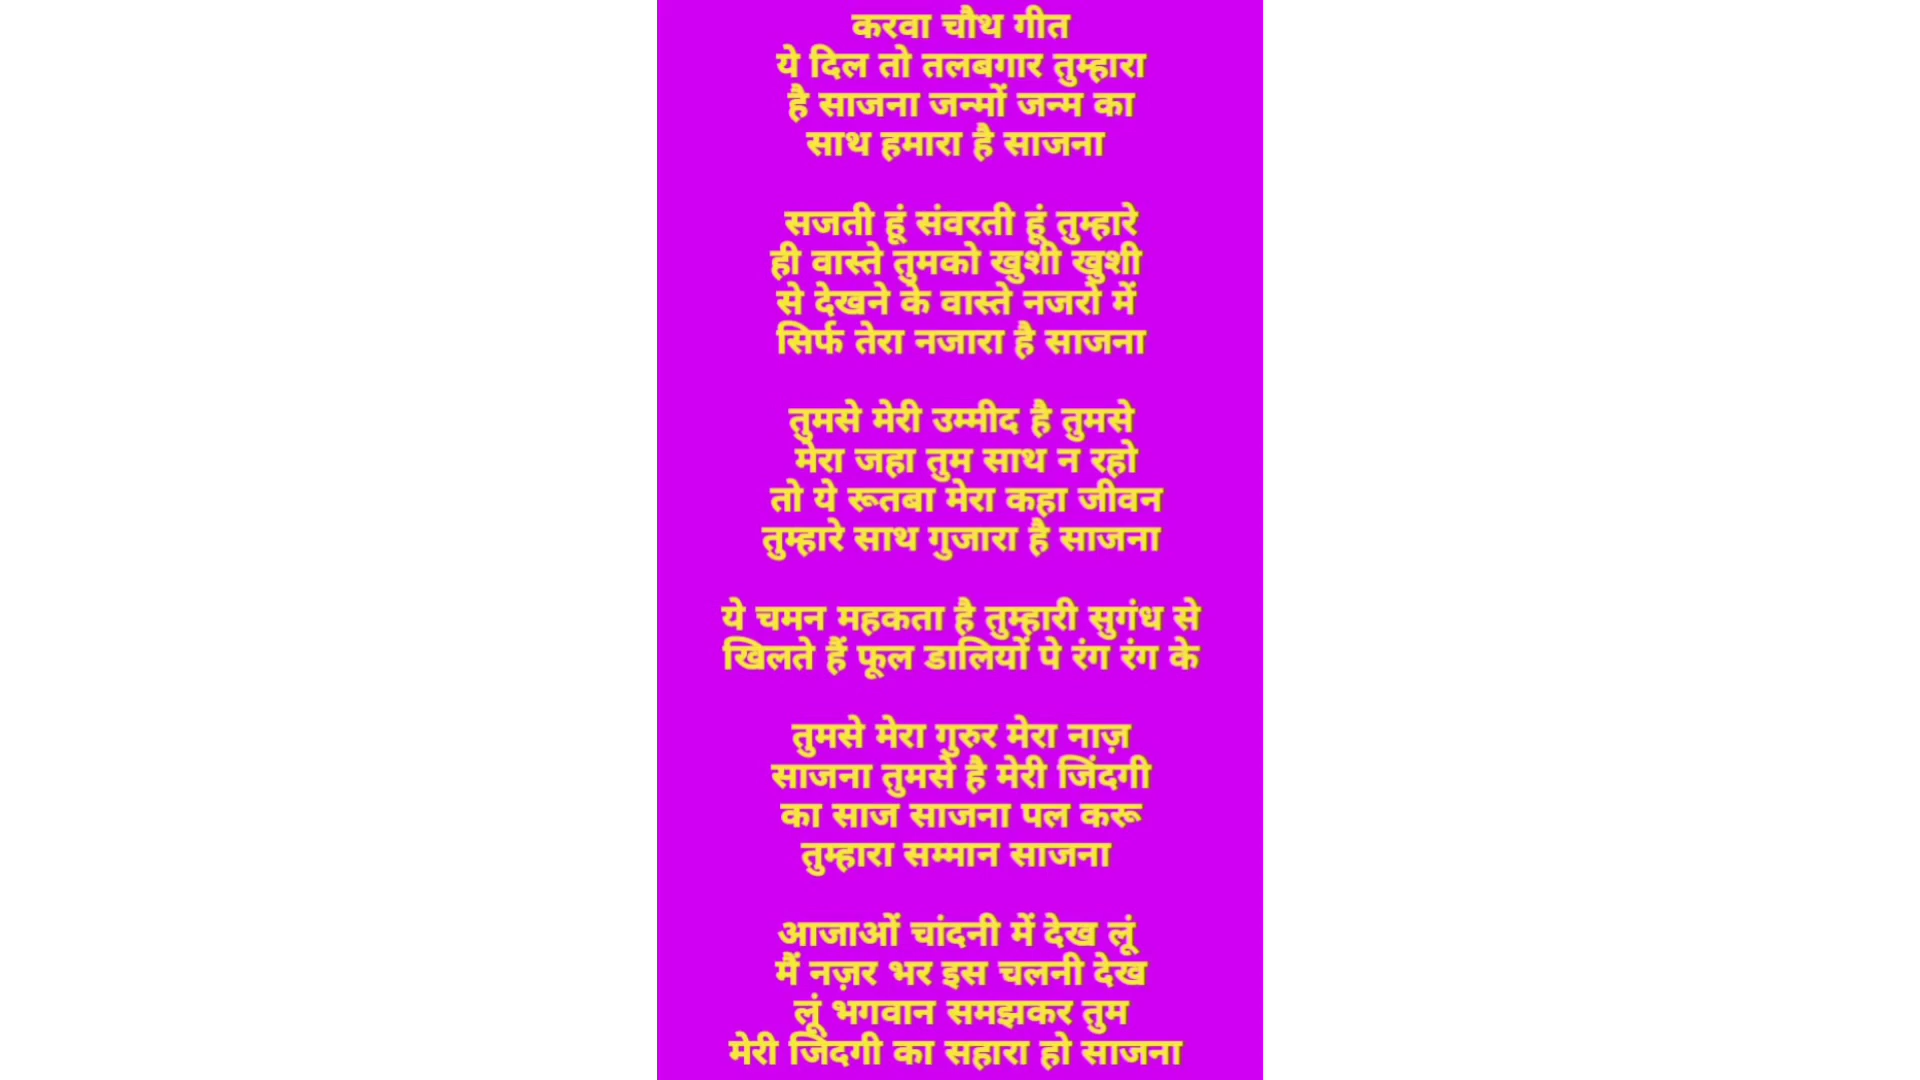 करवा चौथ गीत
ये दिल तो तलबगार तुम्हारा
है साजना जन्मों जन्म का
साथ हमारा है साजना
सजती हूं संवरती हूं तुम्हारे
ही वास्ते तुमको खुशी खुशी
से देखने के वास्ते नजरो में
सिर्फ तेरा नजारा है साजना
तुमसे मेरी उम्मीद है तुमसे
मेरा जहा तुम साथ न रहो
तो ये रूतबा मेरा कहा जीवन
तुम्हारे साथ गुजारा है साजना
ये चमन महकता है तुम्हारी सुगंध से
खिलते हैं फूल डालियों पे रंग रंग के
तुमसे मेरा गुरुर मेरा नाज़
साजना तुमसे है मेरी जिंदगी
का साज साजना पल करू
तुम्हारा सम्मान साजना
आजाओं चांदनी में देख लूं
मैं नज़र भर इस चलनी देख
लूं भगवान समझकर तुम
मेरी जिंदगी का सहारा हो साजना